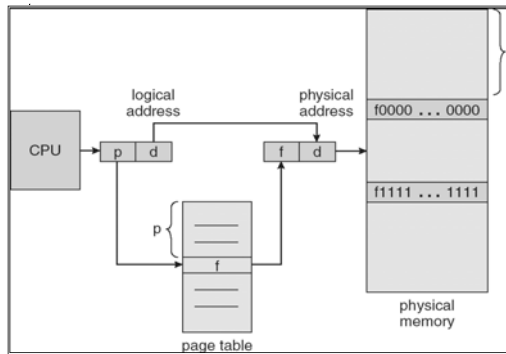 logical
address
physical
address
f0000 ... 0000
CPU
p d
f d
f1111 ... 1111
p
f
physical
memory
page table